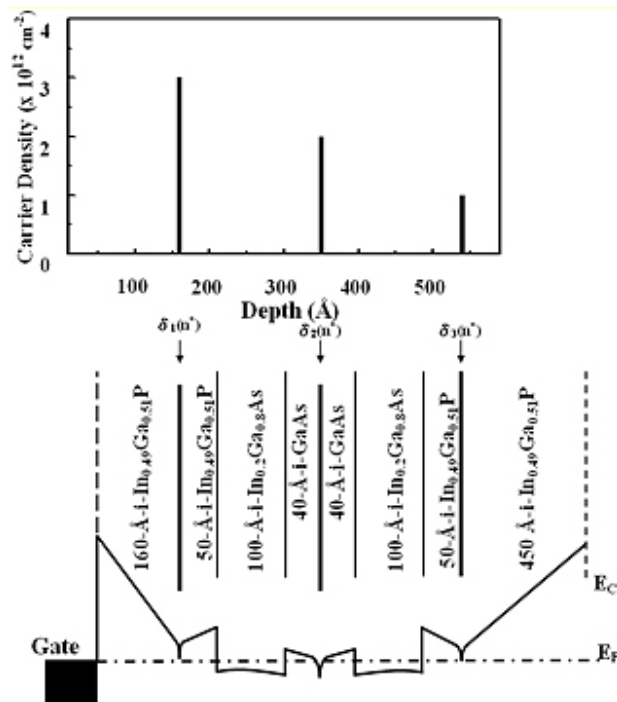 4
3
2
1
0
Carrier Density (x 10¹² cm⁻²)
100 200 300 400 500
Depth (Å)
δ₁(n⁺) δ₂(n⁺) δ₃(n⁺)
160-Å-i-In₀.₄₉Ga₀.₅₁P
50-Å-i-In₀.₄₉Ga₀.₅₁P
100-Å-i-In₀.₂Ga₀.₈As
40-Å-i-GaAs
40-Å-i-GaAs
100-Å-i-In₀.₂Ga₀.₈As
50-Å-i-In₀.₄₉Ga₀.₅₁P
450 Å-i-In₀.₄₉Ga₀.₅₁P
E_C
Gate
E_F